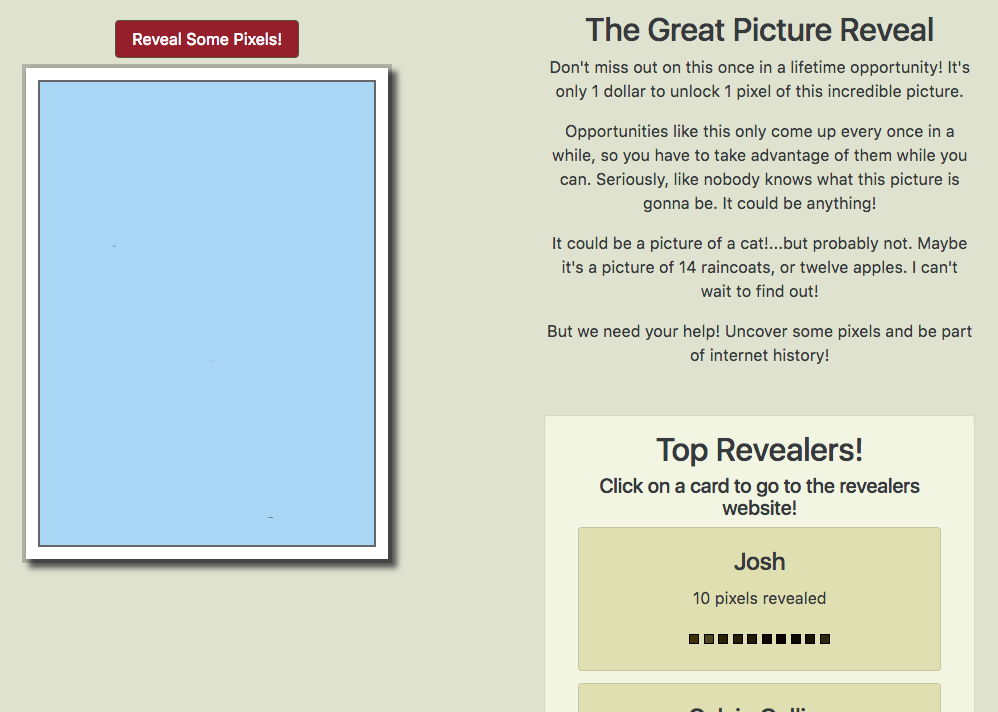 Reveal Some Pixels!
The Great Picture Reveal
Don't miss out on this once in a lifetime opportunity! It's
only 1 dollar to unlock 1 pixel of this incredible picture.
Opportunities like this only come up every once in a
while, so you have to take advantage of them while you
can. Seriously, like nobody knows what this picture is
gonna be. It could be anything!
It could be a picture of a cat!...but probably not. Maybe
it's a picture of 14 raincoats, or twelve apples. I can't
wait to find out!
But we need your help! Uncover some pixels and be part
of internet history!
Top Revealers!
Click on a card to go to the revealers
website!
Josh
10 pixels revealed